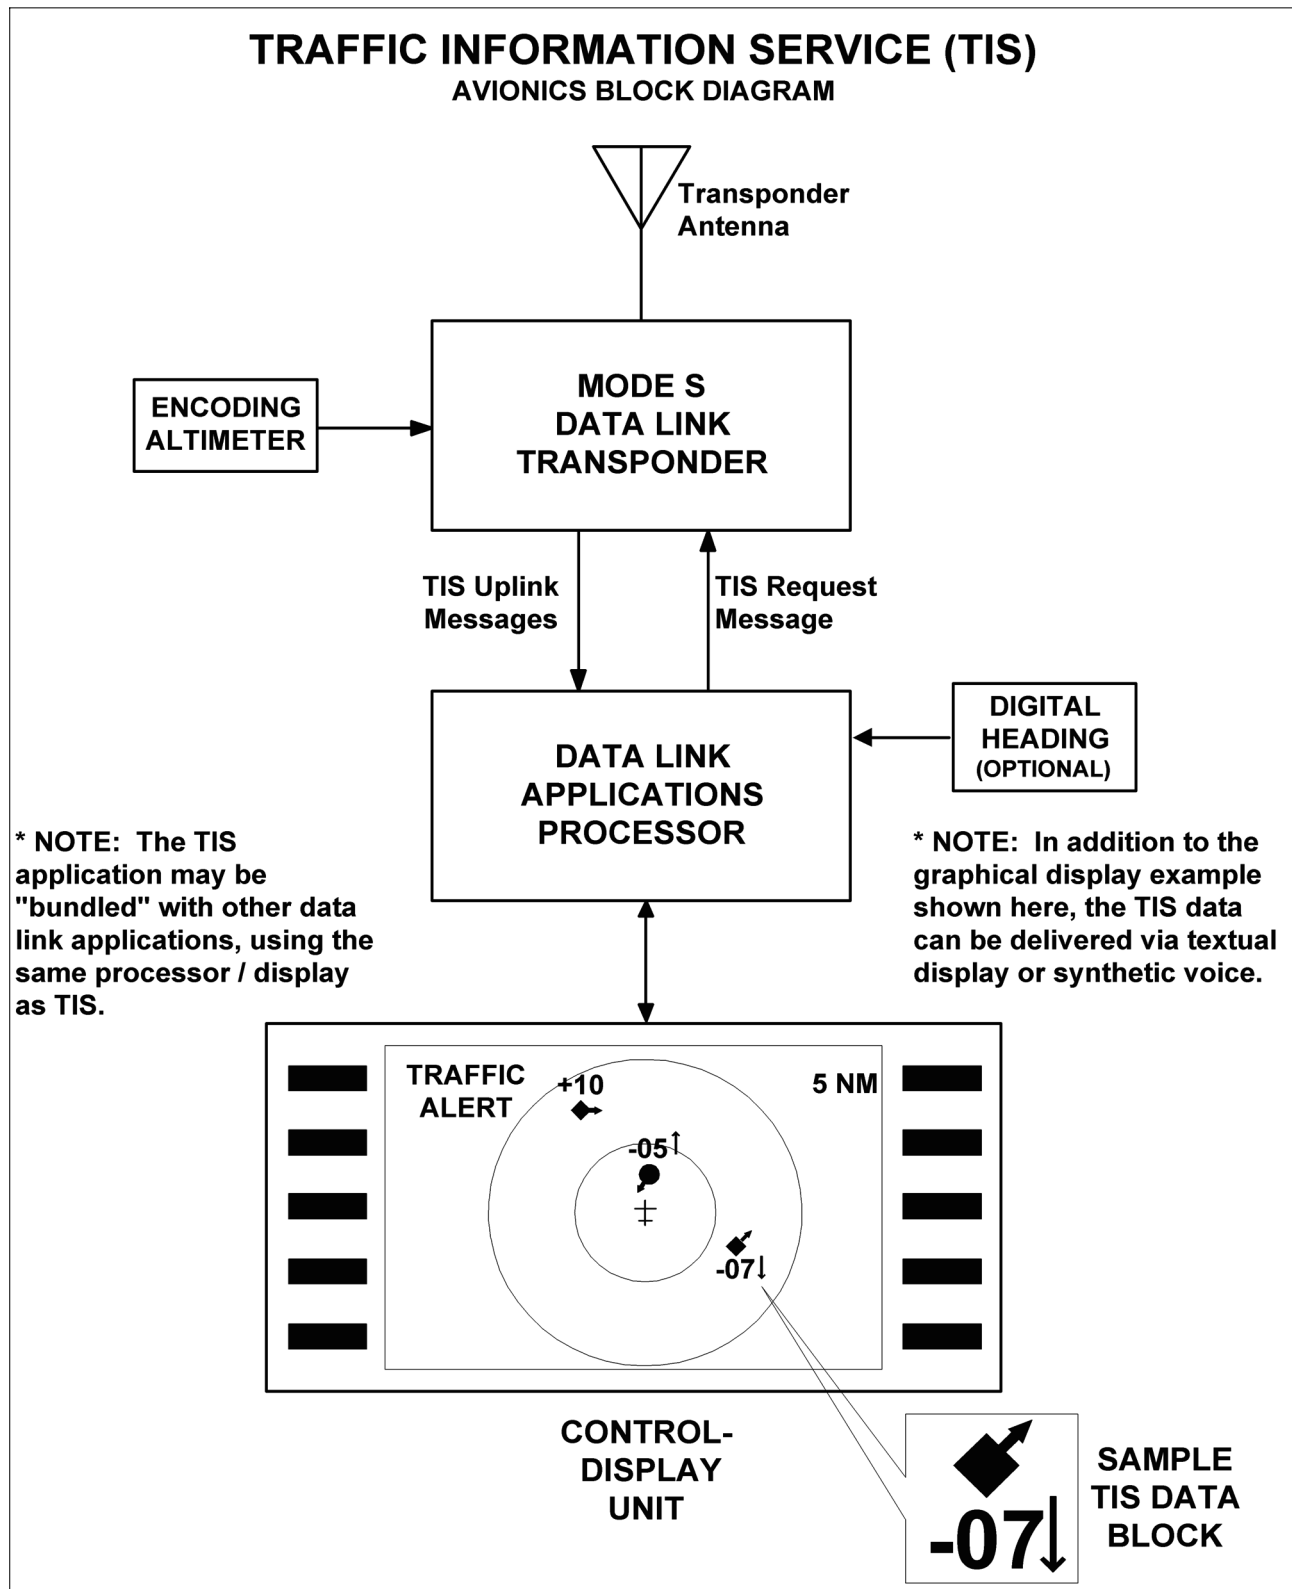 TRAFFIC INFORMATION SERVICE (TIS)
AVIONICS BLOCK DIAGRAM
Transponder
Antenna
MODE S
DATA LINK
TRANSPONDER
ENCODING
ALTIMETER
TIS Uplink
Messages
TIS Request
Message
DATA LINK
APPLICATIONS
PROCESSOR
DIGITAL
HEADING
(OPTIONAL)
* NOTE:  The TIS
application may be
"bundled" with other data
link applications, using the
same processor / display
as TIS.
* NOTE:  In addition to the
graphical display example
shown here, the TIS data
can be delivered via textual
display or synthetic voice.
TRAFFIC
ALERT
+10
5 NM
-05↑
-07↓
CONTROL-
DISPLAY
UNIT
-07↓
SAMPLE
TIS DATA
BLOCK